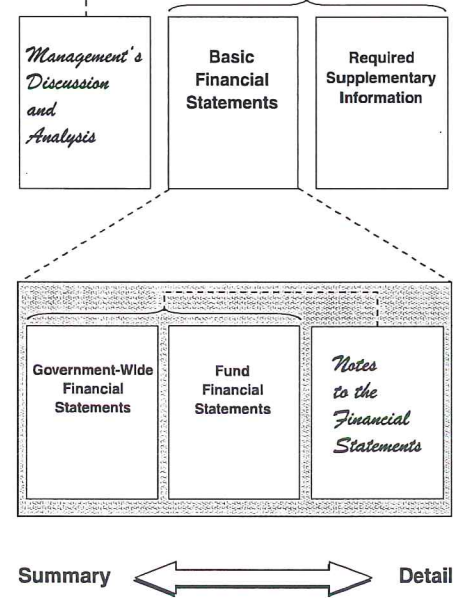 Management's
Discussion
and
Analysis
Basic
Financial
Statements
Required
Supplementary
Information
Government-Wide
Financial
Statements
Fund
Financial
Statements
Notes
to the
Financial
Statements
Summary
Detail